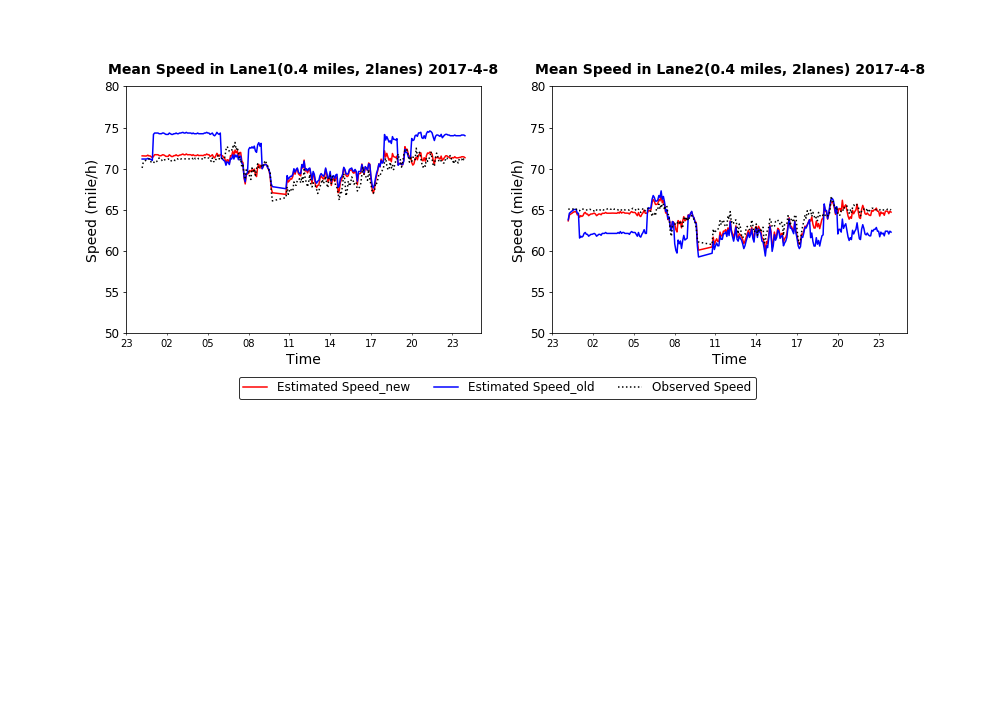 Mean Speed in Lane1(0.4 miles, 2lanes) 2017-4-8
80
75
70
65
60
55
50
Speed (mile/h)
23 02 05 08 11 14 17 20 23
Time
Mean Speed in Lane2(0.4 miles, 2lanes) 2017-4-8
80
75
70
65
60
55
50
Speed (mile/h)
23 02 05 08 11 14 17 20 23
Time
Estimated Speed_new Estimated Speed_old Observed Speed